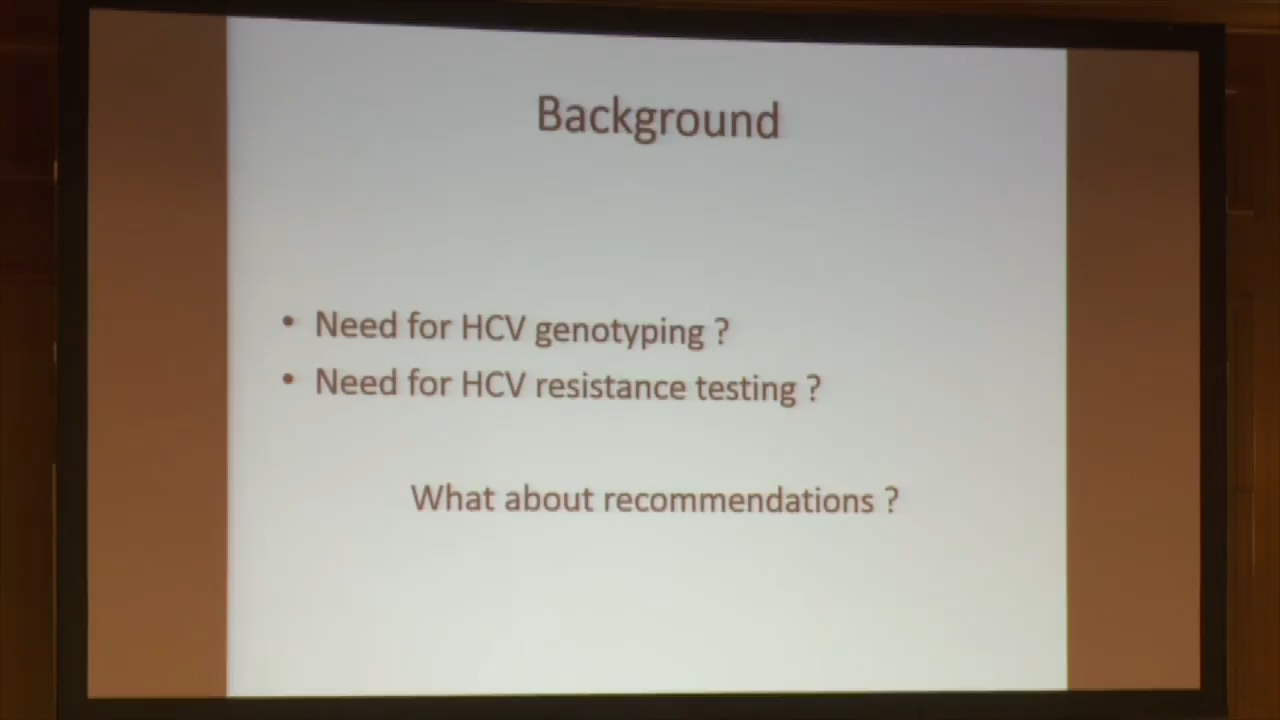 Background
• Need for HCV genotyping ?
• Need for HCV resistance testing ?
What about recommendations ?